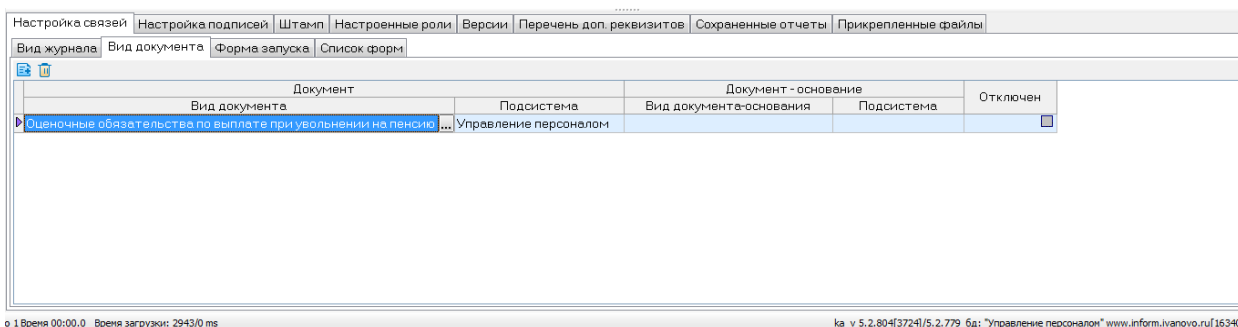 Настройка связей Настройка подписей Штамп Настроенные роли Версии Перечень доп. реквизитов Сохраненные отчеты Прикрепленные файлы
Вид журнала Вид документа Форма запуска Список форм
Документ Документ - основание Отключен
Вид документа Подсистема Вид документа-основания Подсистема
Оценочные обязательства по выплате при увольнении на пенсию ... Управление персоналом
о 1 Время 00:00.0 Время загрузки: 2943/0 ms ka v 5.2.804[3724]/5.2.779 бд: "Управление персоналом" www.inform.ivanovo.ru[1634